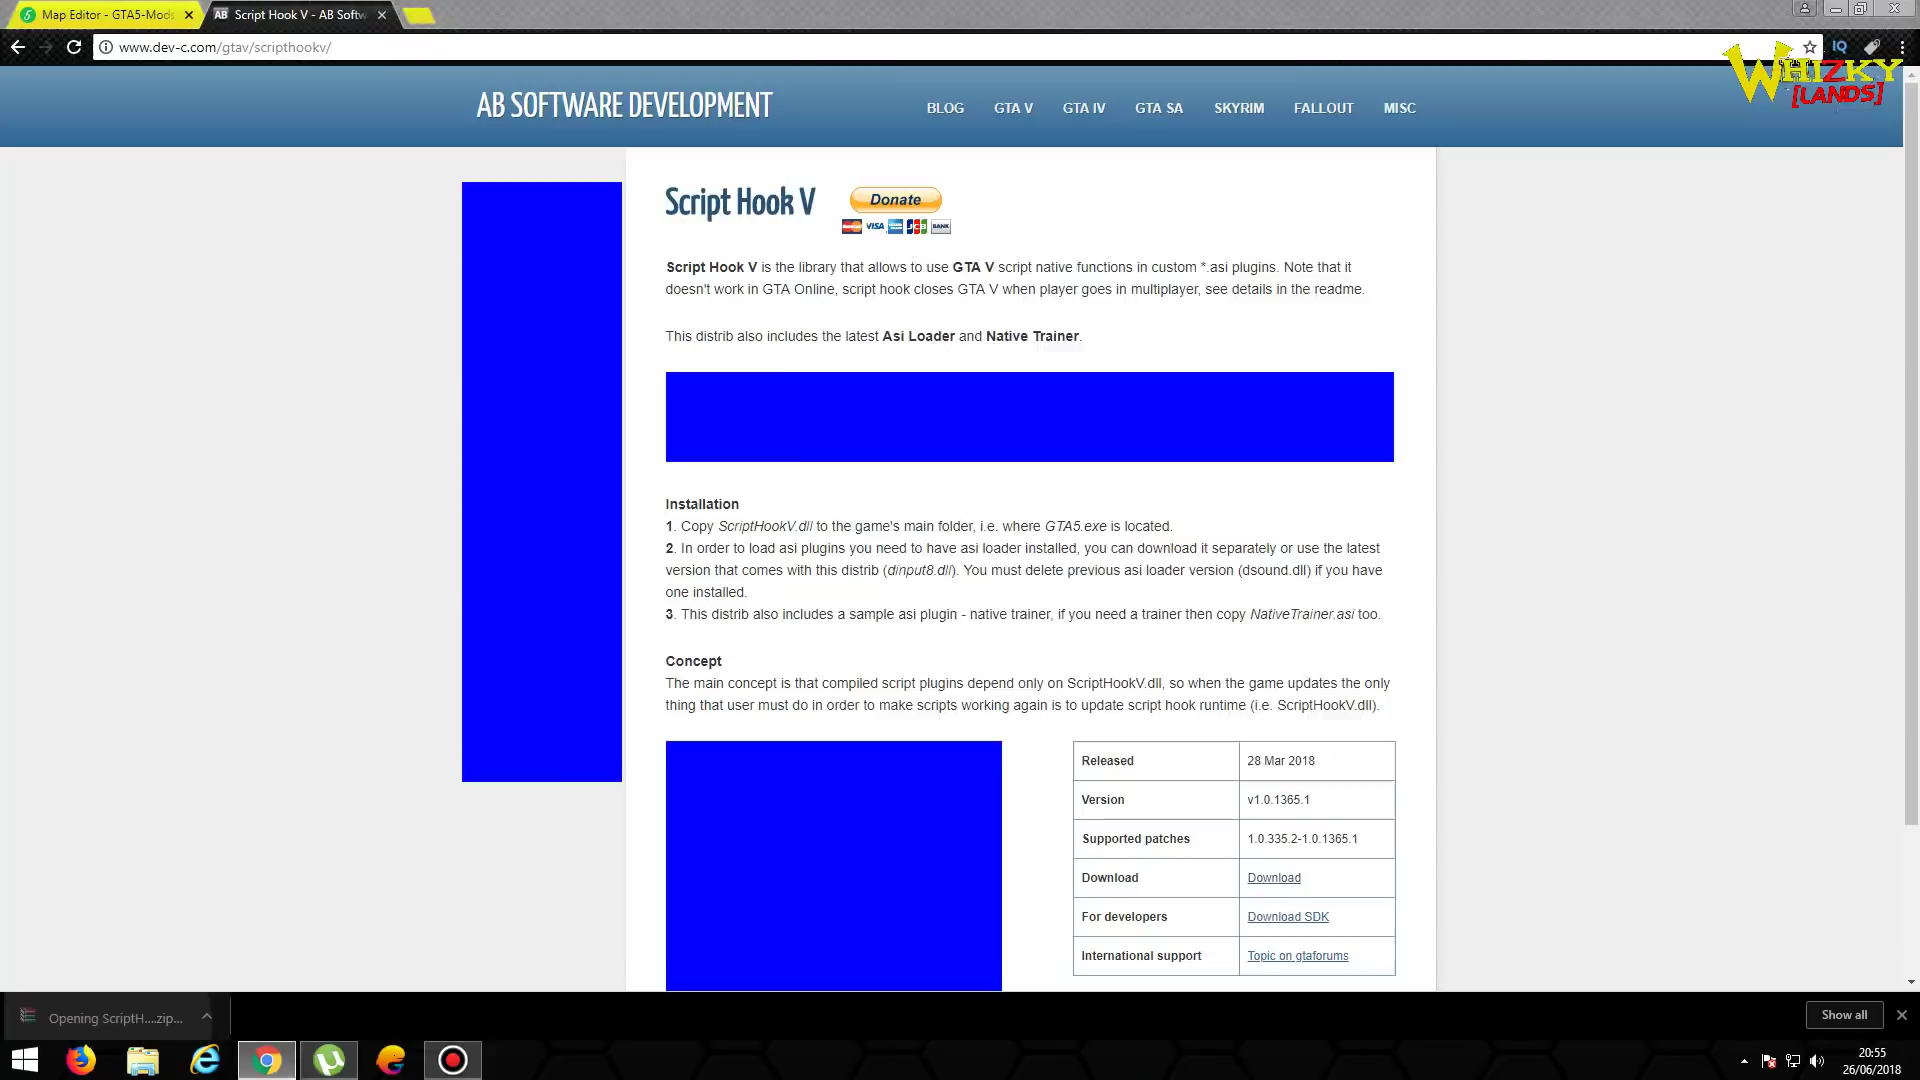 Map Editor - GTA5-Mods
AB Script Hook V - AB Softw
www.dev-c.com/gtav/scripthookv/
IQ
WHIZKY
[LANDS]
AB SOFTWARE DEVELOPMENT
BLOG GTA V GTA IV GTA SA SKYRIM FALLOUT MISC
Script Hook V
Donate
VISA JCB BANK
Script Hook V is the library that allows to use GTA V script native functions in custom *.asi plugins. Note that it
doesn't work in GTA Online, script hook closes GTA V when player goes in multiplayer, see details in the readme.
This distrib also includes the latest Asi Loader and Native Trainer.
Installation
1. Copy ScriptHookV.dll to the game's main folder, i.e. where GTA5.exe is located.
2. In order to load asi plugins you need to have asi loader installed, you can download it separately or use the latest
version that comes with this distrib (dinput8.dll). You must delete previous asi loader version (dsound.dll) if you have
one installed.
3. This distrib also includes a sample asi plugin - native trainer, if you need a trainer then copy NativeTrainer.asi too.
Concept
The main concept is that compiled script plugins depend only on ScriptHookV.dll, so when the game updates the only
thing that user must do in order to make scripts working again is to update script hook runtime (i.e. ScriptHookV.dll).
Released 28 Mar 2018
Version v1.0.1365.1
Supported patches 1.0.335.2-1.0.1365.1
Download Download
For developers Download SDK
International support Topic on gtaforums
Opening ScriptH....zip...
Show all
20:55
26/06/2018